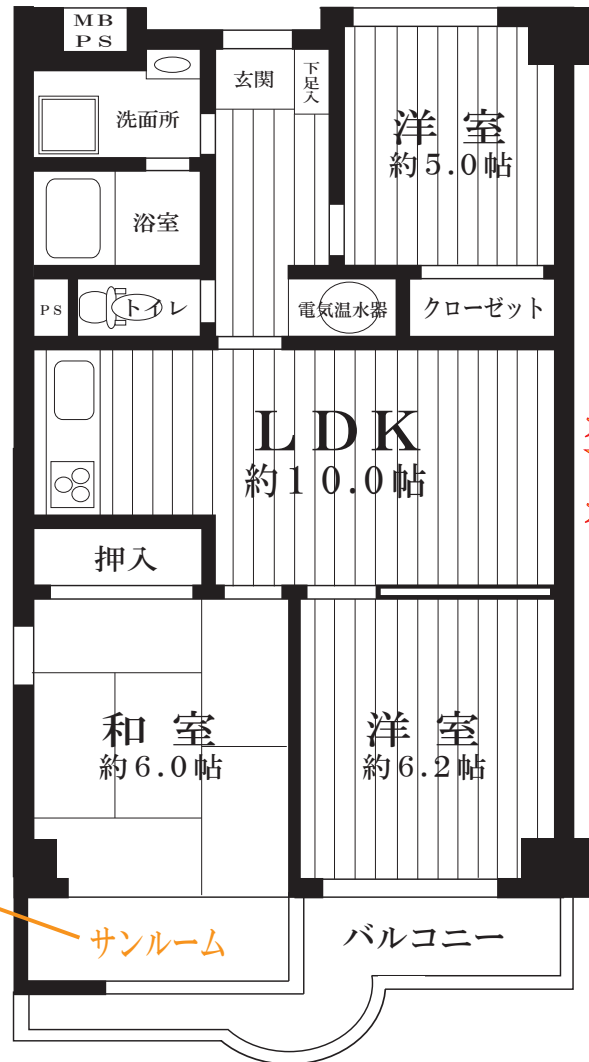 MB
PS
玄関
下足入
洗面所
洋室
約5.0帖
浴室
PS
トイレ
電気温水器
クローゼット
LDK
約10.0帖
押入
和室
約6.0帖
洋室
約6.2帖
サンルーム
バルコニー